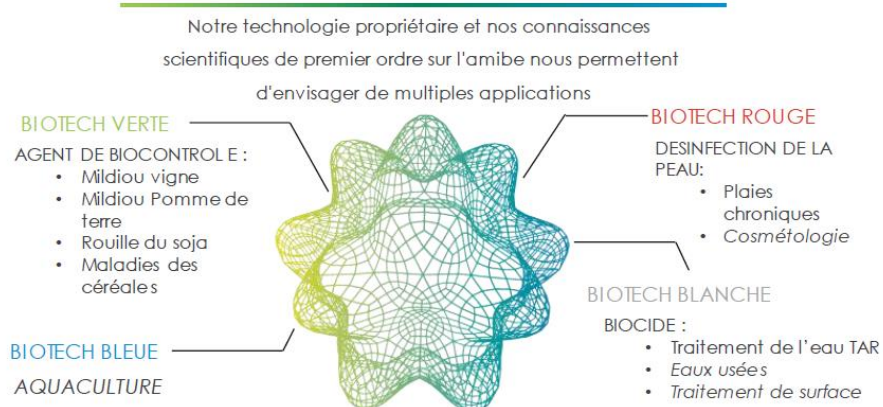 Notre technologie propriétaire et nos connaissances
scientifiques de premier ordre sur l'amibe nous permettent
d'envisager de multiples applications
BIOTECH VERTE
AGENT DE BIOCONTROL E :
• Mildiou vigne
• Mildiou Pomme de
terre
• Rouille du soja
• Maladies des
céréales
BIOTECH BLEUE
AQUACULTURE
BIOTECH ROUGE
DESINFECTION DE LA
PEAU:
• Plaies
chroniques
• Cosmétologie
BIOTECH BLANCHE
BIOCIDE :
• Traitement de l'eau TAR
• Eaux usées
• Traitement de surface